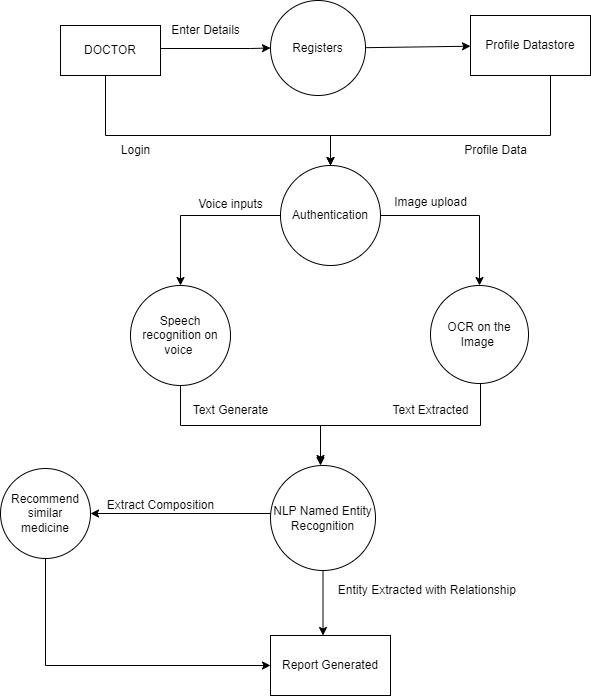 Enter Details
DOCTOR
Registers
Profile Datastore
Login
Profile Data
Authentication
Voice inputs
Image upload
Speech
recognition on
voice
OCR on the
Image
Text Generate
Text Extracted
Recommend
similar
medicine
Extract Composition
NLP Named Entity
Recognition
Entity Extracted with Relationship
Report Generated